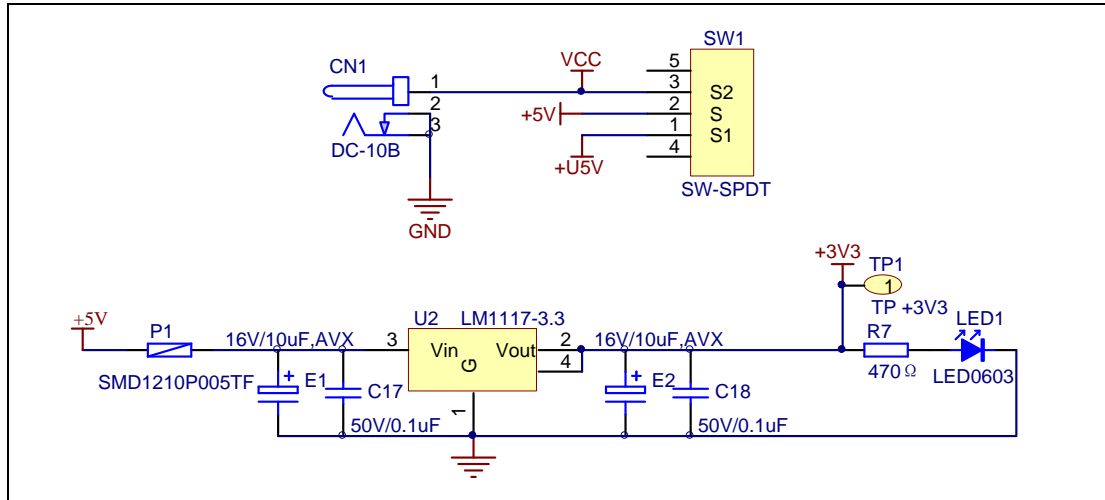 SW1
CN1
VCC
5
1
3
S2
2
+5V
2
S
3
1
S1
DC-10B
+U5V
4
SW-SPDT
GND
+3V3
TP1
1
TP +3V3
+5V
P1
U2
LM1117-3.3
R7
LED1
16V/10uF,AVX
3
Vin
Vout
2
16V/10uF,AVX
4
G
470Ω
LED0603
SMD1210P005TF
+
E1
C17
+
E2
C18
1
50V/0.1uF
50V/0.1uF